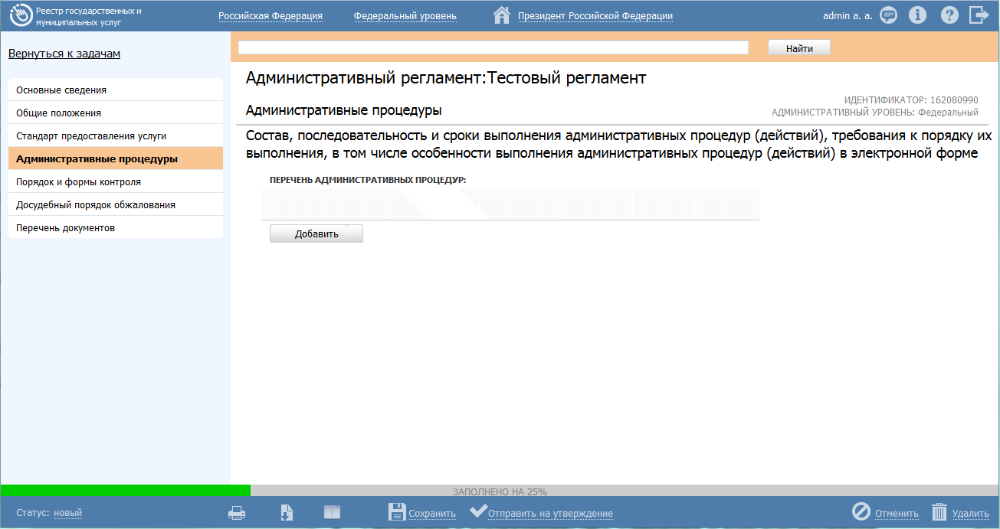 Реестр государственных и
муниципальных услуг
Российская Федерация
Федеральный уровень
Президент Российской Федерации
admin a. a.
Вернуться к задачам
Найти
Основные сведения
Общие положения
Стандарт предоставления услуги
Административные процедуры
Порядок и формы контроля
Досудебный порядок обжалования
Перечень документов
Административный регламент:Тестовый регламент
ИДЕНТИФИКАТОР: 162080990
Административные процедуры
АДМИНИСТРАТИВНЫЙ УРОВЕНЬ: Федеральный
Состав, последовательность и сроки выполнения административных процедур (действий), требования к порядку их
выполнения, в том числе особенности выполнения административных процедур (действий) в электронной форме
ПЕРЕЧЕНЬ АДМИНИСТРАТИВНЫХ ПРОЦЕДУР:
Добавить
ЗАПОЛНЕНО НА 25%
Статус: новый
Сохранить
Отправить на утверждение
Отменить
Удалить